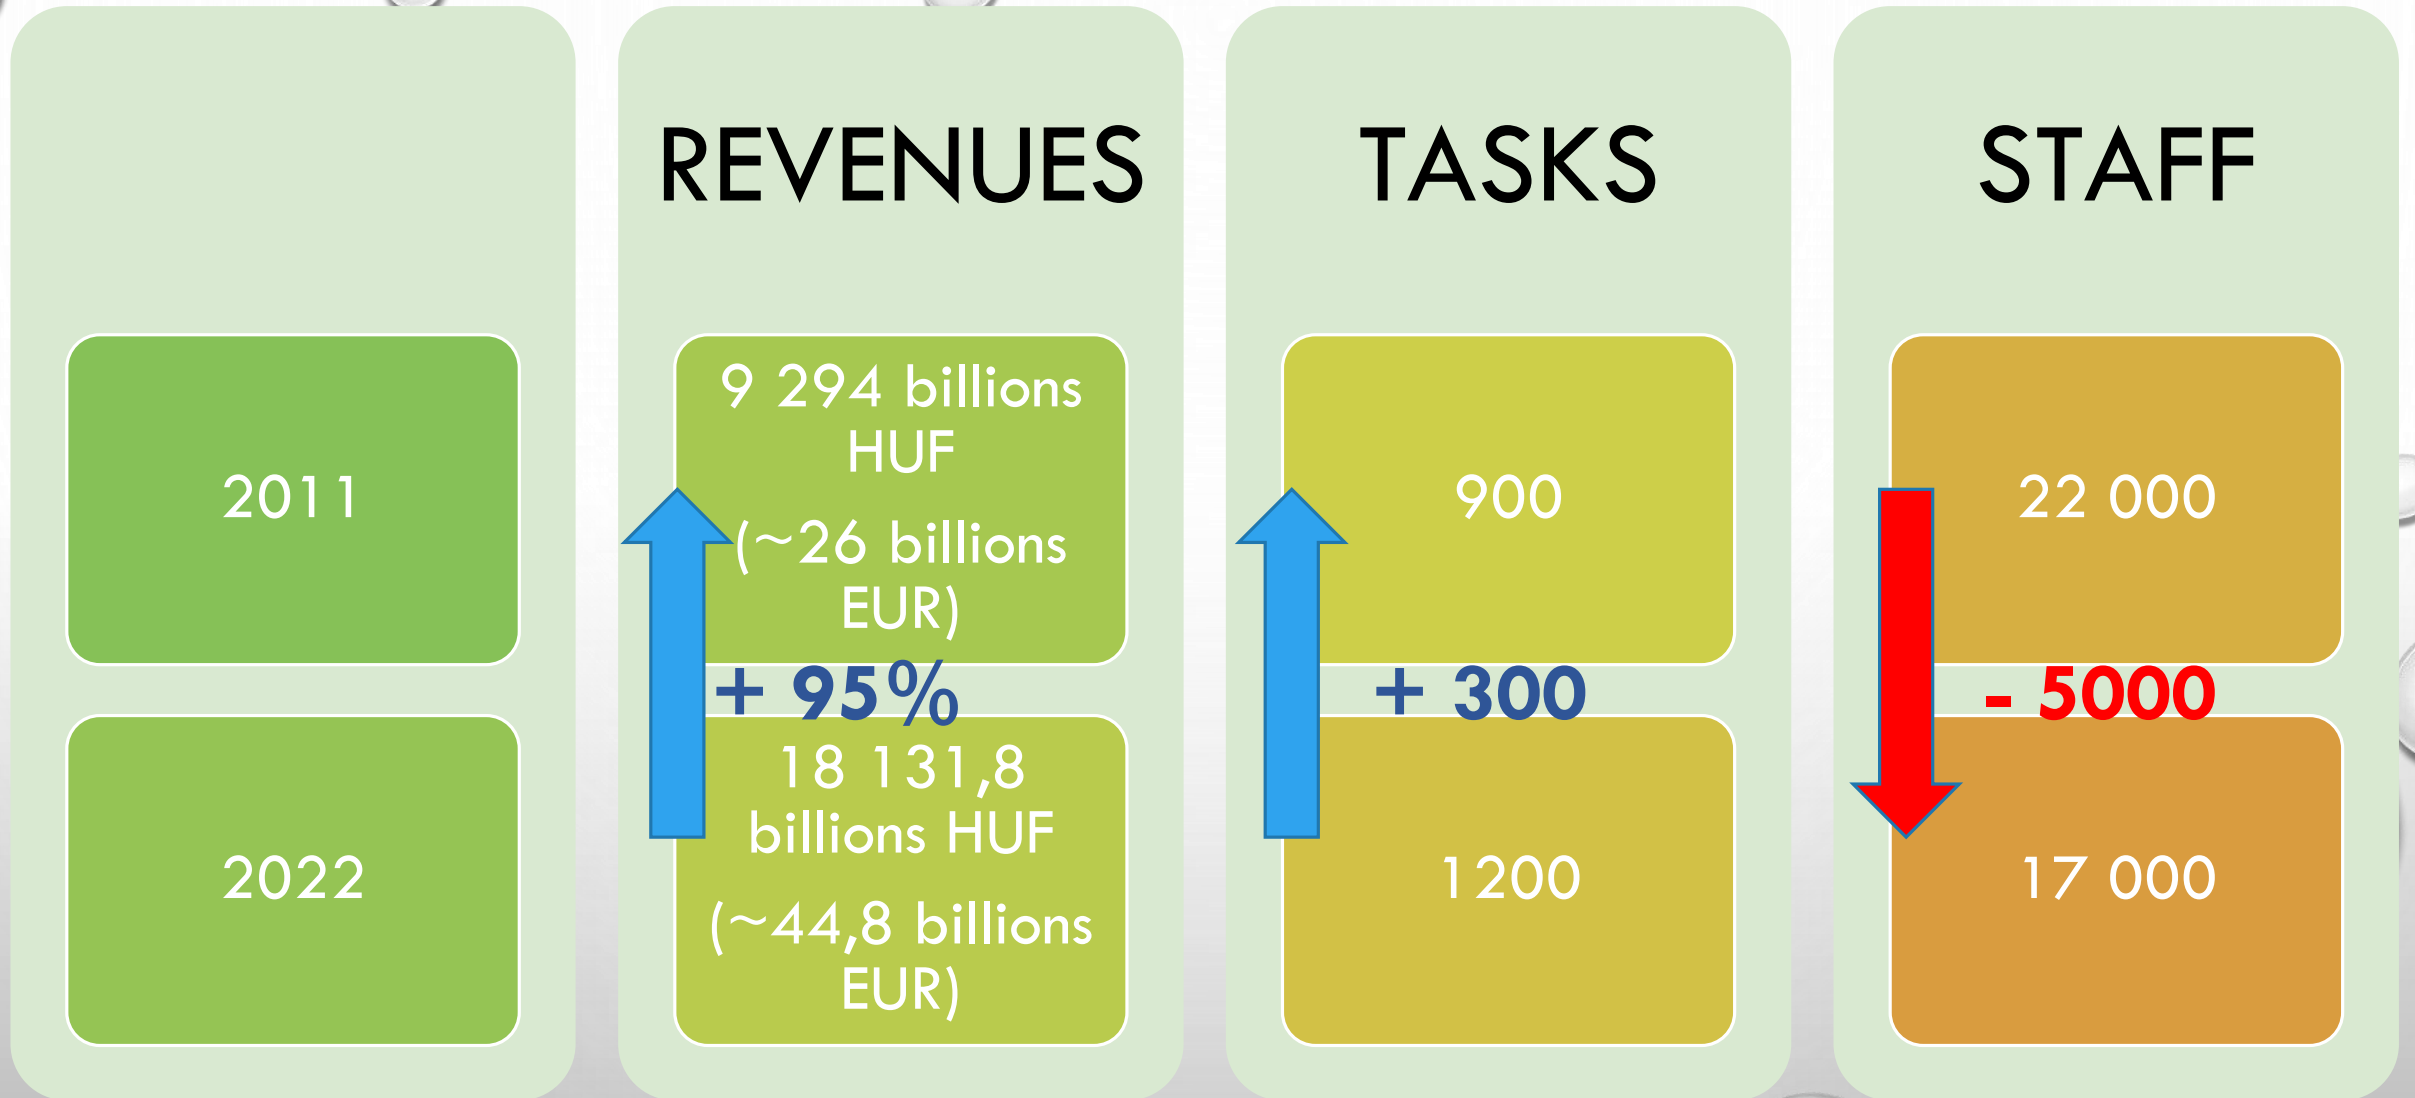 REVENUES
TASKS
STAFF
2011
9 294 billions
HUF
(~26 billions
EUR)
900
22 000
+ 95%
+ 300
- 5000
2022
18 131,8
billions HUF
(~44,8 billions
EUR)
1200
17 000